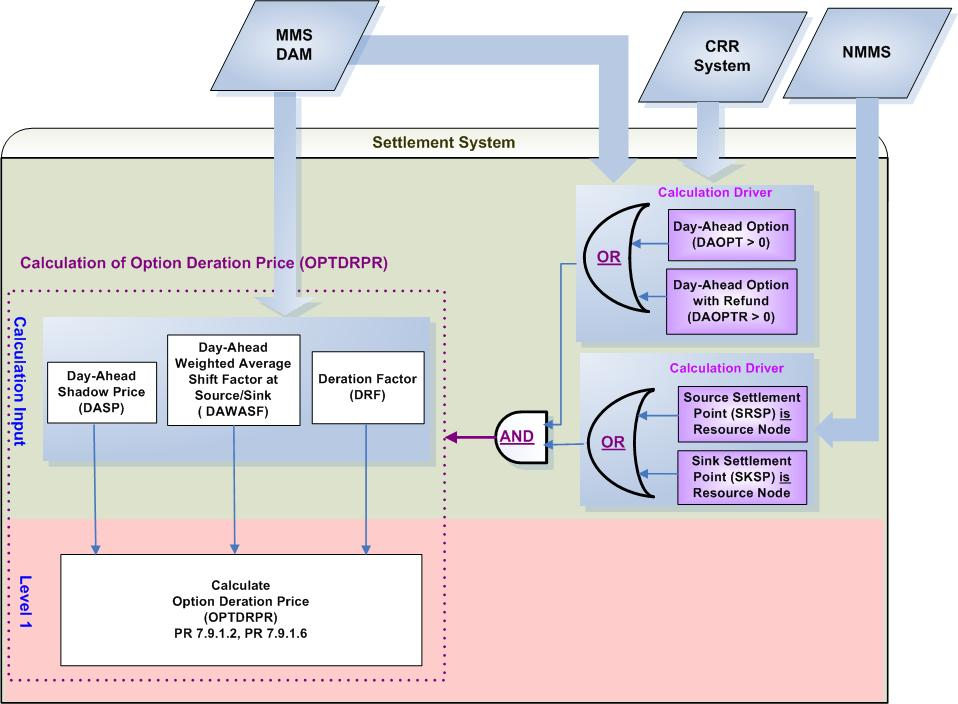 MMS
DAM
CRR
System
NMMS
Settlement System
Calculation Driver
OR
Day-Ahead Option
(DAOPT > 0)
Day-Ahead Option
with Refund
(DAOPTR > 0)
Calculation of Option Deration Price (OPTDRPR)
Calculation Input
Day-Ahead
Shadow Price
(DASP)
Day-Ahead
Weighted Average
Shift Factor at
Source/Sink
( DAWASF)
Deration Factor
(DRF)
AND
Calculation Driver
OR
Source Settlement
Point (SRSP) is
Resource Node
Sink Settlement
Point (SKSP) is
Resource Node
Level 1
Calculate
Option Deration Price
(OPTDRPR)
PR 7.9.1.2, PR 7.9.1.6